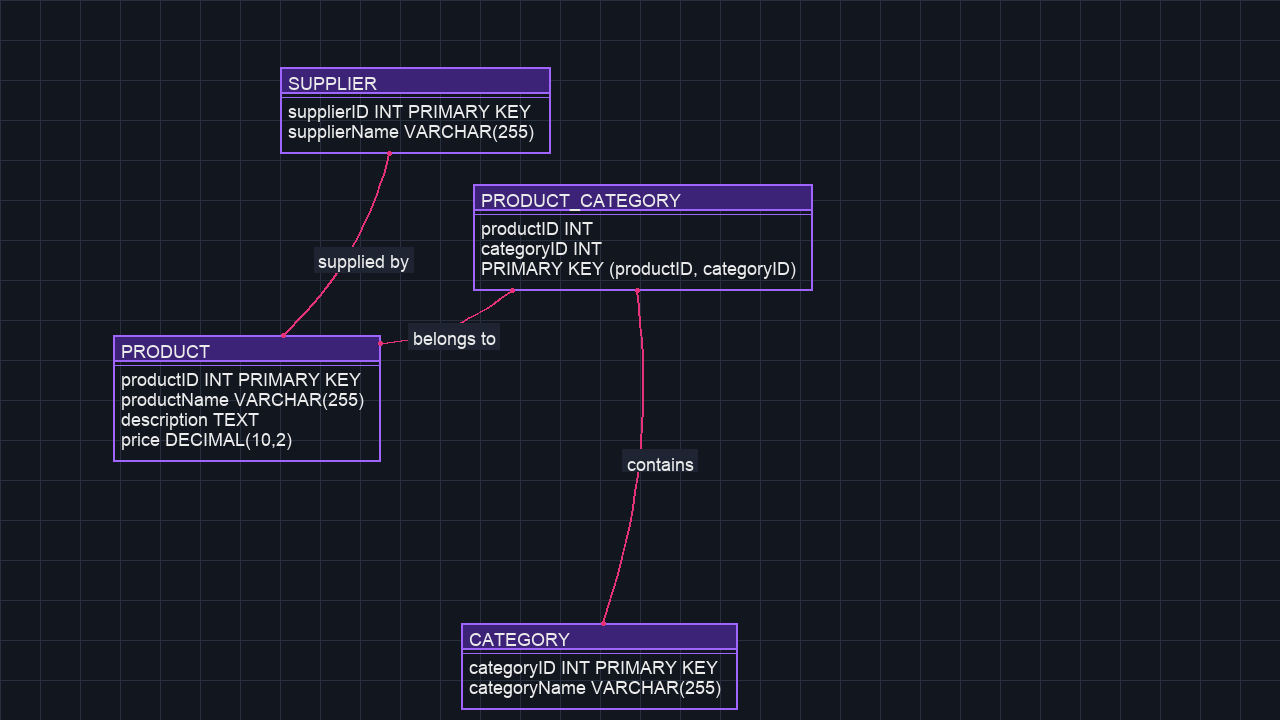 SUPPLIER
supplierID INT PRIMARY KEY
supplierName VARCHAR(255)
PRODUCT_CATEGORY
productID INT
categoryID INT
PRIMARY KEY (productID, categoryID)
supplied by
belongs to
PRODUCT
productID INT PRIMARY KEY
productName VARCHAR(255)
description TEXT
price DECIMAL(10,2)
contains
CATEGORY
categoryID INT PRIMARY KEY
categoryName VARCHAR(255)